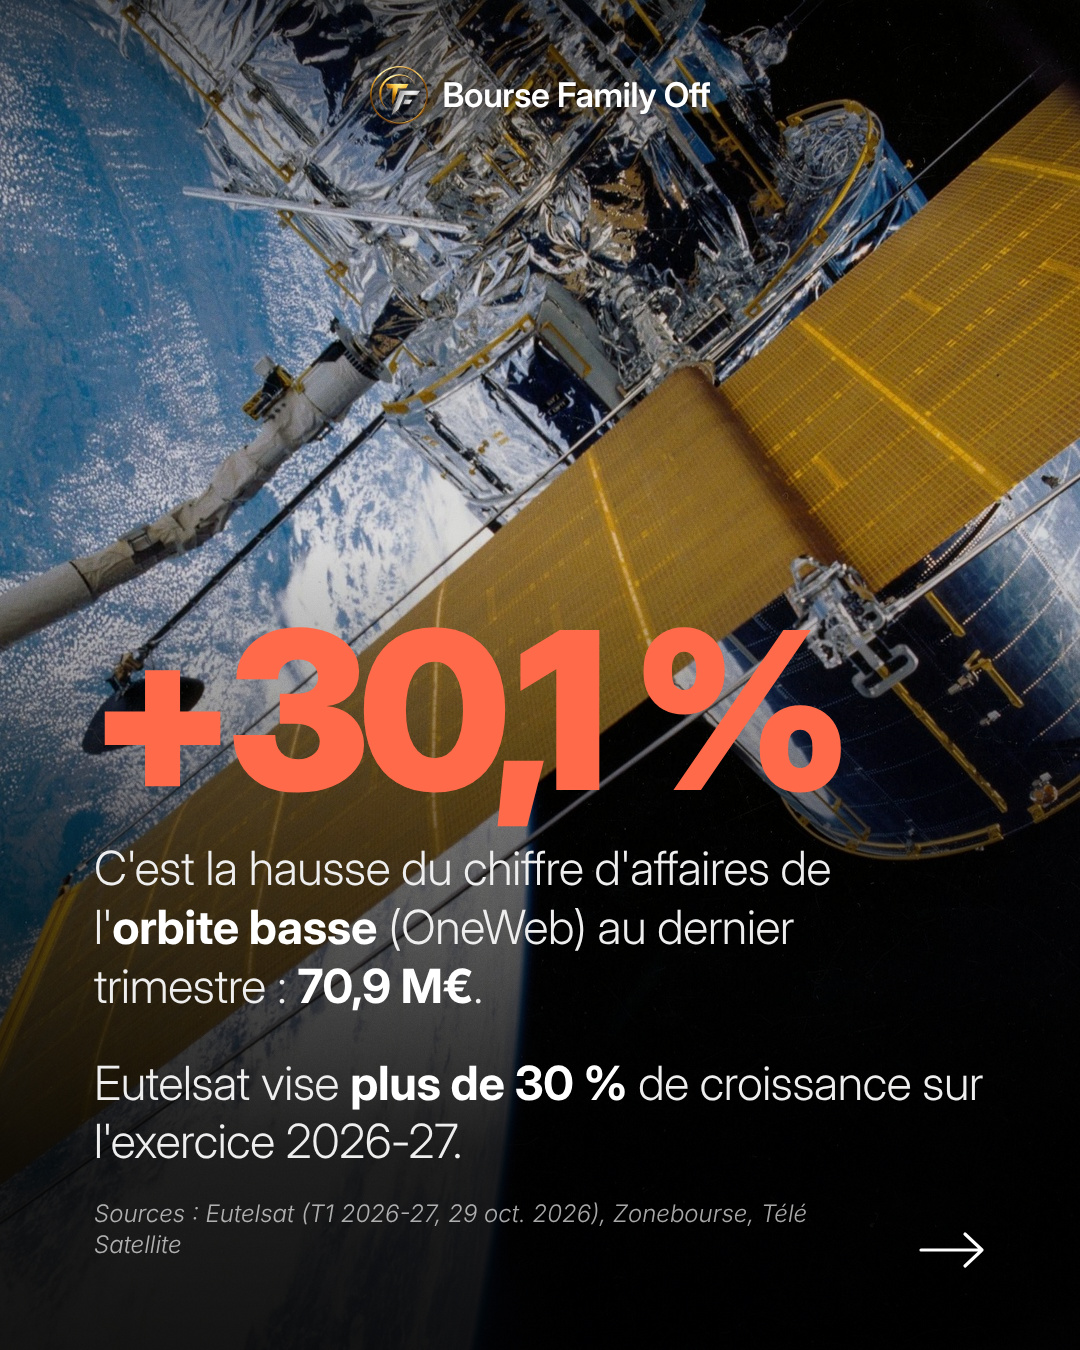 TF Bourse Family Off
+30,1 %
C'est la hausse du chiffre d'affaires de
l'orbite basse (OneWeb) au dernier
trimestre : 70,9 M€.
Eutelsat vise plus de 30 % de croissance sur
l'exercice 2026-27.
Sources : Eutelsat (T1 2026-27, 29 oct. 2026), Zonebourse, Télé
Satellite